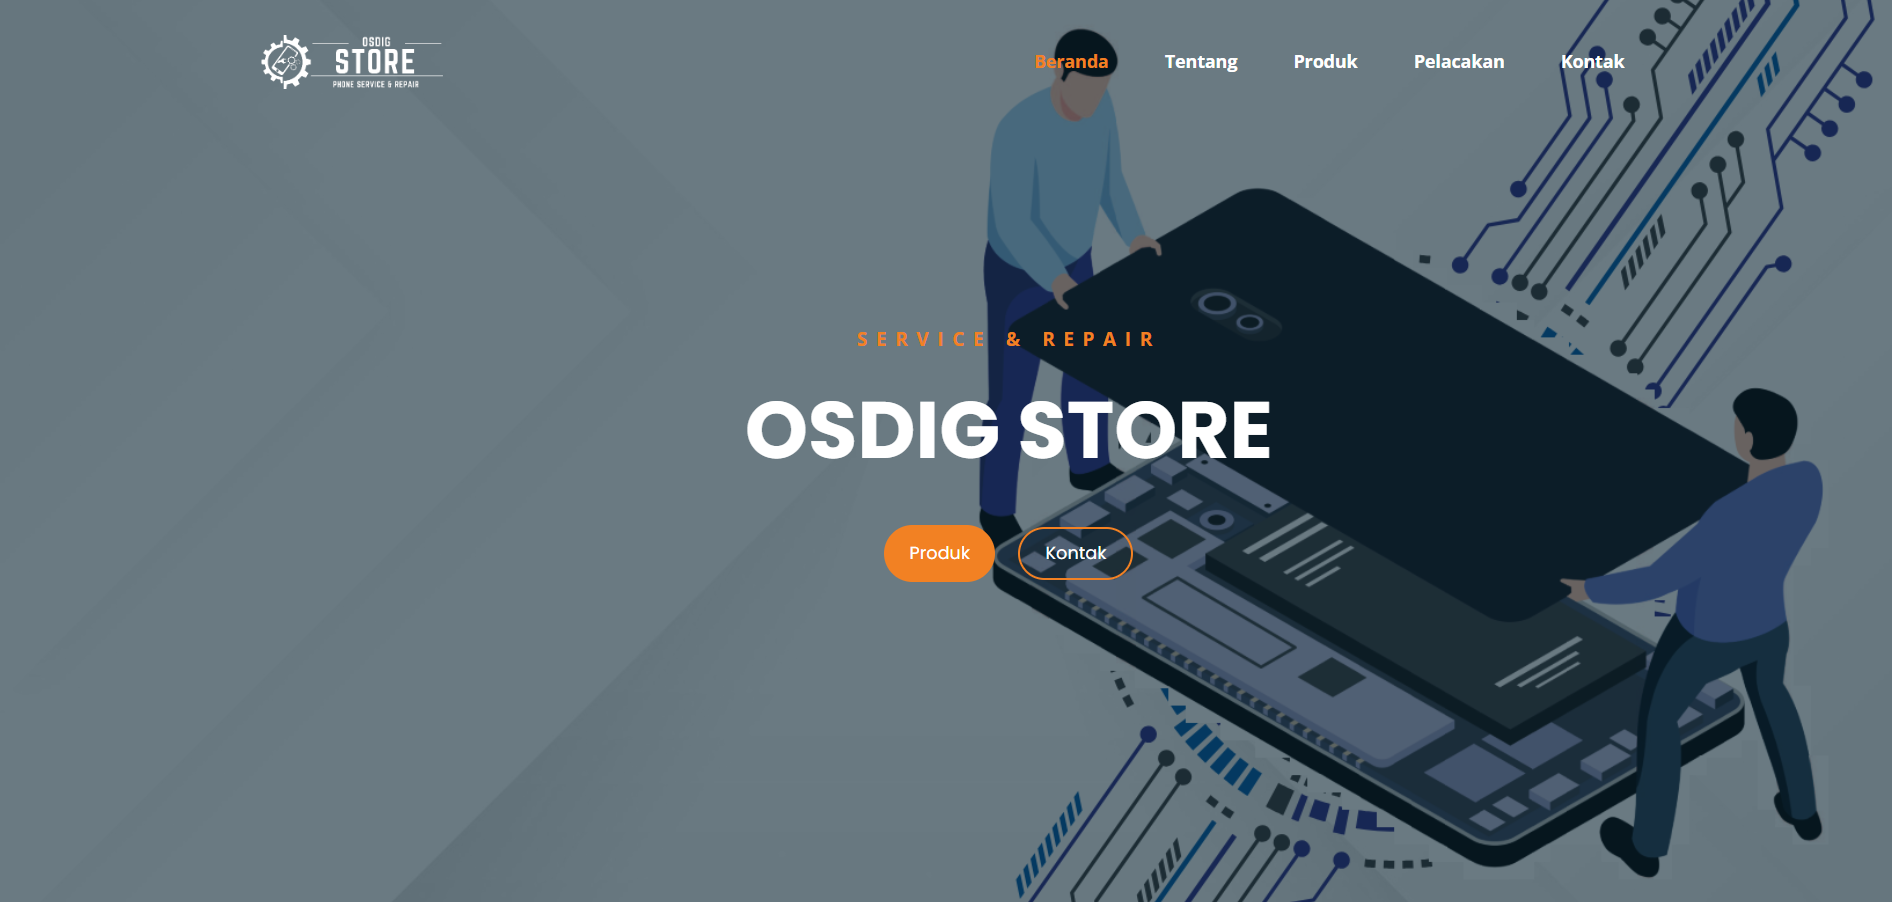 OSDIG
STORE
PHONE SERVICE & REPAIR
Beranda Tentang Produk Pelacakan Kontak
SERVICE & REPAIR
OSDIG STORE
Produk Kontak